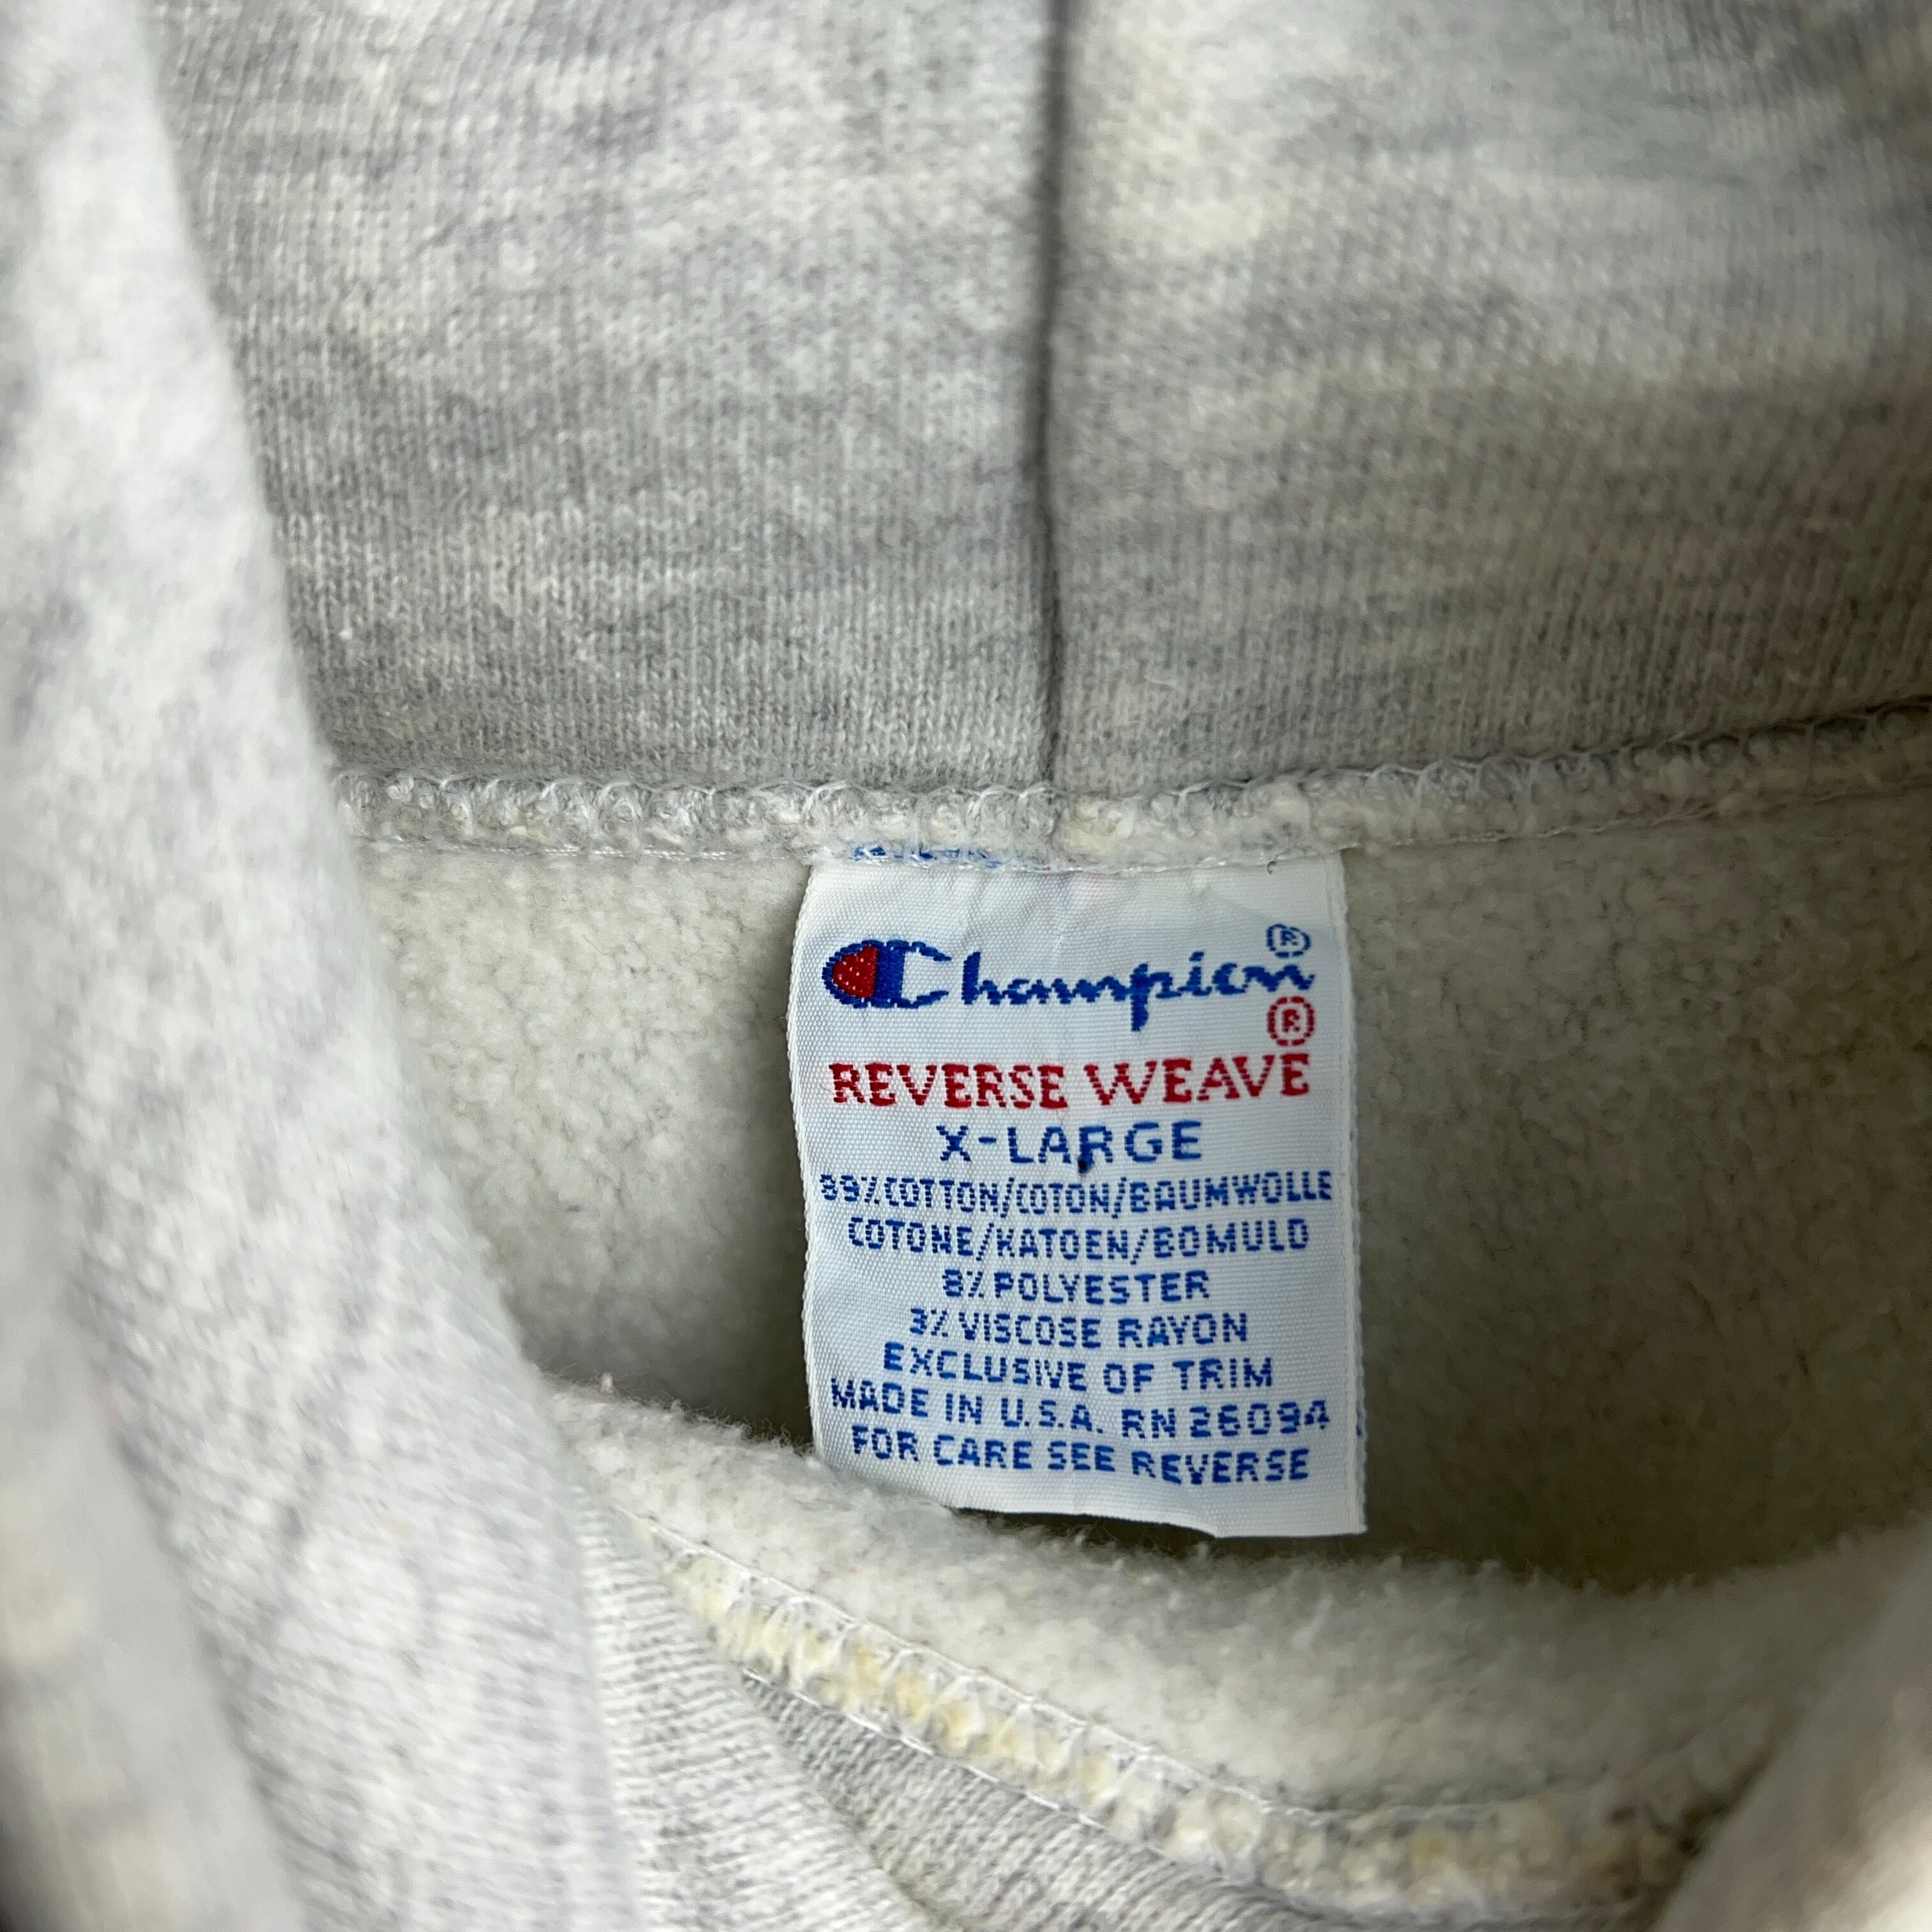 Champion®
®
REVERSE WEAVE
X-LARGE
89% COTTON/COTON/BAUMWOLLE
COTONE/KATOEN/BOMULD
8% POLYESTER
3% VISCOSE RAYON
EXCLUSIVE OF TRIM
MADE IN U.S.A. RN 26094
FOR CARE SEE REVERSE